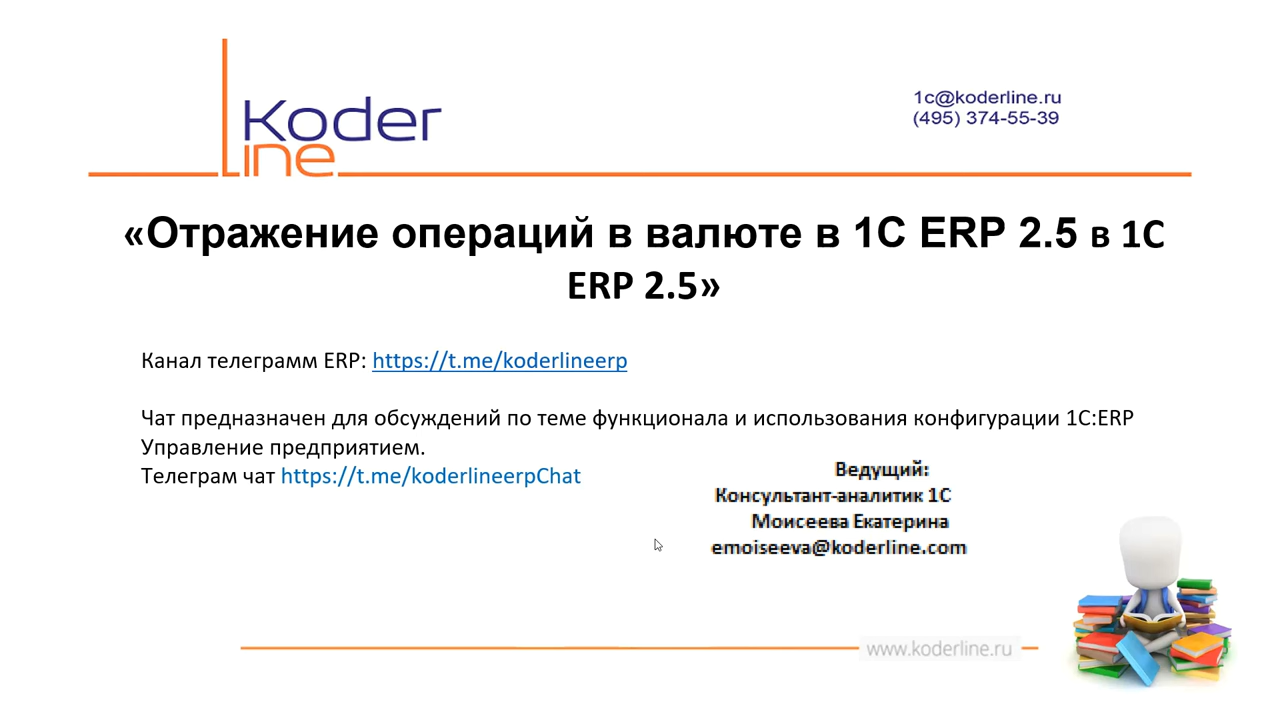 Koder
line
1c@koderline.ru
(495) 374-55-39
«Отражение операций в валюте в 1С ERP 2.5 в 1С
ERP 2.5»
Канал телеграмм ERP: https://t.me/koderlineerp
Чат предназначен для обсуждений по теме функционала и использования конфигурации 1С:ERP
Управление предприятием.
Телеграм чат https://t.me/koderlineerpChat
Ведущий:
Консультант-аналитик 1С
Моисеева Екатерина
emoiseeva@koderline.com
www.koderline.ru